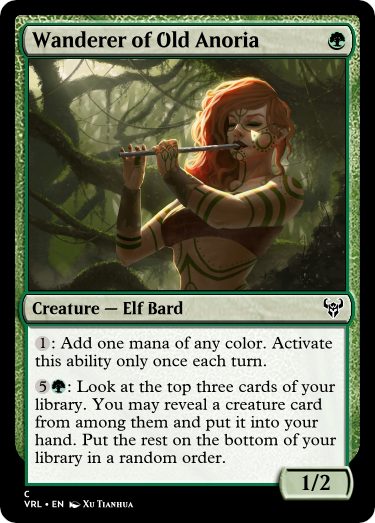 Wanderer of Old Anoria
Creature — Elf Bard
1: Add one mana of any color. Activate
this ability only once each turn.
5: Look at the top three cards of your
library. You may reveal a creature card
from among them and put it into your
hand. Put the rest on the bottom of your
library in a random order.
1/2
C
VRL • EN Xu Tianhua